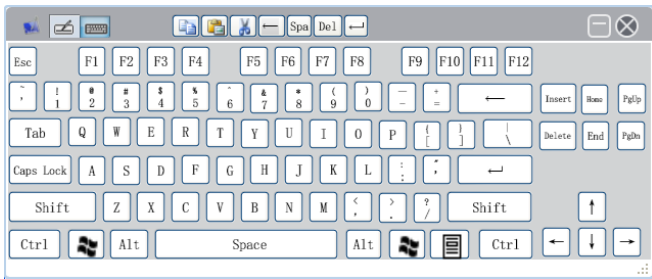 Spa Del
Esc F1 F2 F3 F4 F5 F6 F7 F8 F9 F10 F11 F12
~ , ! 1 @ 2 # 3 $ 4 % 5 ^ 6 & 7 * 8 ( 9 ) 0 — - + = ← Insert Home PgUp
Tab Q W E R T Y U I O P { [ } ] | \ Delete End PgDn
Caps Lock A S D F G H J K L : : " , ↵
Shift Z X C V B N M < , > . ? / Shift ↑
Ctrl Alt Space Alt Ctrl ← ↓ →